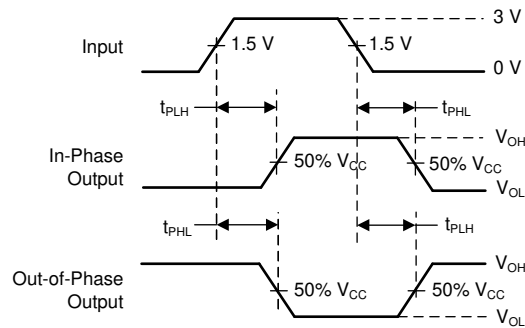 3 V
Input
1.5 V
1.5 V
0 V
tPLH
tPHL
VOH
In-Phase
Output
50% VCC
50% VCC
VOL
tPHL
tPLH
VOH
Out-of-Phase
Output
50% VCC
50% VCC
VOL